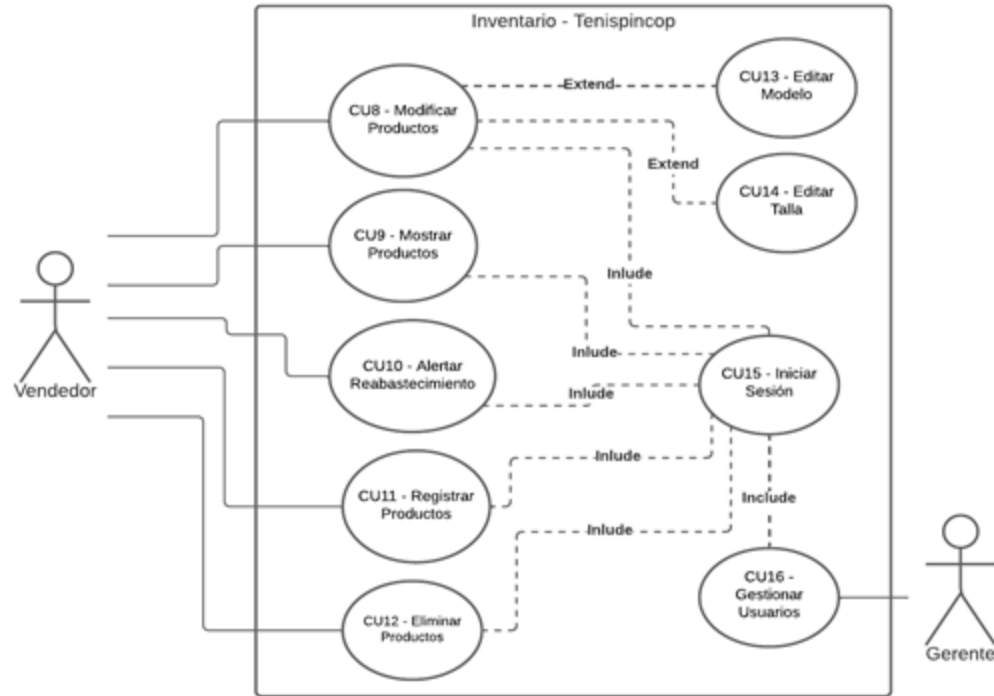 Inventario - Tenispincop
CU8 - Modificar
Productos
Extend
CU13 - Editar
Modelo
Extend
CU14 - Editar
Talla
CU9 - Mostrar
Productos
Inlude
Inlude
CU10 - Alertar
Reabastecimiento
Inlude
CU15 - Iniciar
Sesión
Vendedor
Inlude
CU11 - Registrar
Productos
Include
Inlude
CU12 - Eliminar
Productos
CU16 -
Gestionar
Usuarios
Gerente